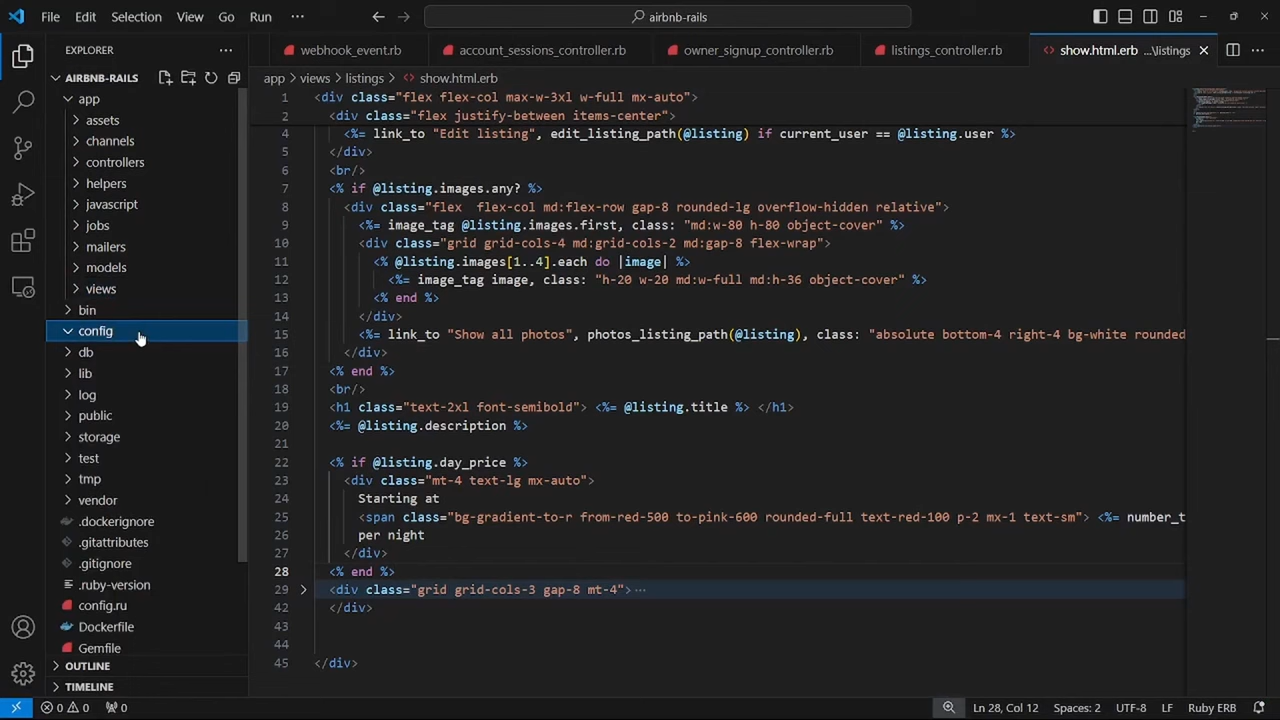 File Edit Selection View Go Run ··· airbnb-rails
EXPLORER ··· webhook_event.rb account_sessions_controller.rb owner_signup_controller.rb listings_controller.rb show.html.erb ...\listings
AIRBNB-RAILS app > views > listings > show.html.erb
app
assets
channels
controllers
helpers
javascript
jobs
mailers
models
views
bin
config
db
lib
log
public
storage
test
tmp
vendor
.dockerignore
.gitattributes
.gitignore
.ruby-version
config.ru
Dockerfile
Gemfile
OUTLINE
TIMELINE
1 <div class="flex flex-col max-w-3xl w-full mx-auto">
2 <div class="flex justify-between items-center">
4 <%= link_to "Edit listing", edit_listing_path(@listing) if current_user == @listing.user %>
5 </div>
6 <br/>
7 <% if @listing.images.any? %>
8 <div class="flex  flex-col md:flex-row gap-8 rounded-lg overflow-hidden relative">
9 <%= image_tag @listing.images.first, class: "md:w-80 h-80 object-cover" %>
10 <div class="grid grid-cols-4 md:grid-cols-2 md:gap-8 flex-wrap">
11 <% @listing.images[1..4].each do |image| %>
12 <%= image_tag image, class: "h-20 w-20 md:w-full md:h-36 object-cover" %>
13 <% end %>
14 </div>
15 <%= link_to "Show all photos", photos_listing_path(@listing), class: "absolute bottom-4 right-4 bg-white rounded
16 </div>
17 <% end %>
18 <br/>
19 <h1 class="text-2xl font-semibold"> <%= @listing.title %> </h1>
20 <%= @listing.description %>
21
22 <% if @listing.day_price %>
23 <div class="mt-4 text-lg mx-auto">
24 Starting at
25 <span class="bg-gradient-to-r from-red-500 to-pink-600 rounded-full text-red-100 p-2 mx-1 text-sm"> <%= number_t
26 per night
27 </div>
28 <% end %>
29 <div class="grid grid-cols-3 gap-8 mt-4"> ···
42 </div>
43
44
45 </div>
0 0 0 Ln 28, Col 12 Spaces: 2 UTF-8 LF Ruby ERB